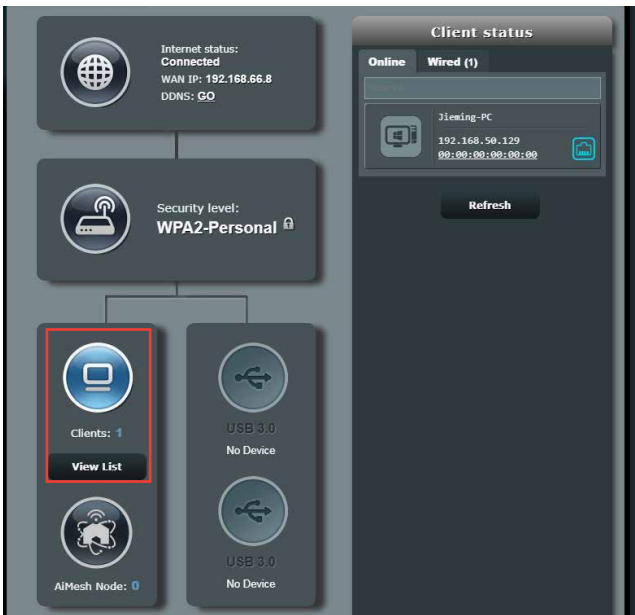 Internet status:
Connected
WAN IP: 192.168.66.8
DDNS: GO
Security level:
WPA2-Personal
Clients: 1
View List
AiMesh Node: 0
USB 3.0
No Device
USB 3.0
No Device
Client status
Online
Wired (1)
Jieming-PC
192.168.50.129
00:00:00:00:00:00
Refresh